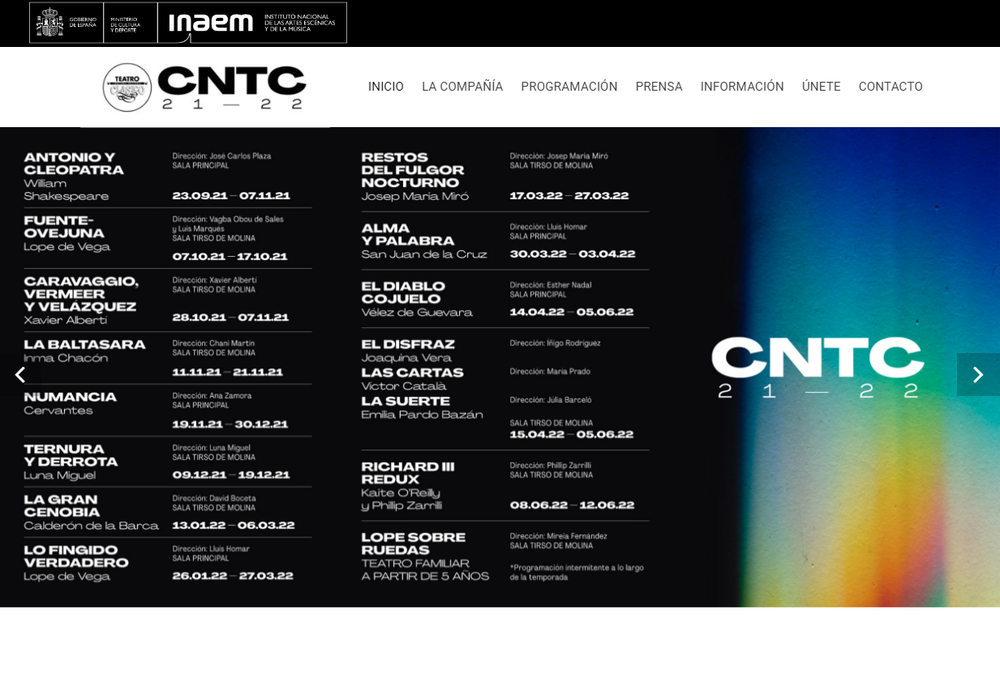 GOBIERNO
DE ESPAÑA
MINISTERIO
DE CULTURA
Y DEPORTE
inaem
INSTITUTO NACIONAL
DE LAS ARTES ESCÉNICAS
Y DE LA MÚSICA
TEATRO
CLÁSICO
CNTC
21 — 22
INICIO LA COMPAÑÍA PROGRAMACIÓN PRENSA INFORMACIÓN ÚNETE CONTACTO
ANTONIO Y
CLEOPATRA
William
Shakespeare
Dirección: José Carlos Plaza
SALA PRINCIPAL
23.09.21 — 07.11.21
FUENTE-
OVEJUNA
Lope de Vega
Dirección: Vagba Obou de Sales
y Luis Marqués
SALA TIRSO DE MOLINA
07.10.21 — 17.10.21
CARAVAGGIO,
VERMEER
Y VELÁZQUEZ
Xavier Albertí
Dirección: Xavier Albertí
SALA TIRSO DE MOLINA
28.10.21 — 07.11.21
LA BALTASARA
Inma Chacón
Dirección: Chani Martín
SALA TIRSO DE MOLINA
11.11.21 — 21.11.21
NUMANCIA
Cervantes
Dirección: Ana Zamora
SALA PRINCIPAL
19.11.21 — 30.12.21
TERNURA
Y DERROTA
Luna Miguel
Dirección: Luna Miguel
SALA TIRSO DE MOLINA
09.12.21 — 19.12.21
LA GRAN
CENOBIA
Calderón de la Barca
Dirección: David Boceta
SALA TIRSO DE MOLINA
13.01.22 — 06.03.22
LO FINGIDO
VERDADERO
Lope de Vega
Dirección: Lluis Homar
SALA PRINCIPAL
26.01.22 — 27.03.22
RESTOS
DEL FULGOR
NOCTURNO
Josep Maria Miró
Dirección: Josep Maria Miró
SALA TIRSO DE MOLINA
17.03.22 — 27.03.22
ALMA
Y PALABRA
San Juan de la Cruz
Dirección: Lluis Homar
SALA PRINCIPAL
30.03.22 — 03.04.22
EL DIABLO
COJUELO
Vélez de Guevara
Dirección: Esther Nadal
SALA PRINCIPAL
14.04.22 — 05.06.22
EL DISFRAZ
Joaquina Vera
Dirección: Íñigo Rodríguez
LAS CARTAS
Víctor Català
Dirección: María Prado
LA SUERTE
Emilia Pardo Bazán
Dirección: Júlia Barceló
SALA TIRSO DE MOLINA
15.04.22 — 05.06.22
RICHARD III
REDUX
Kaite O'Reilly
y Phillip Zarrilli
Dirección: Phillip Zarrilli
SALA TIRSO DE MOLINA
08.06.22 — 12.06.22
LOPE SOBRE
RUEDAS
TEATRO FAMILIAR
A PARTIR DE 5 AÑOS
Dirección: Mireia Fernández
SALA TIRSO DE MOLINA
*Programación intermitente a lo largo
de la temporada
CNTC
21 — 22